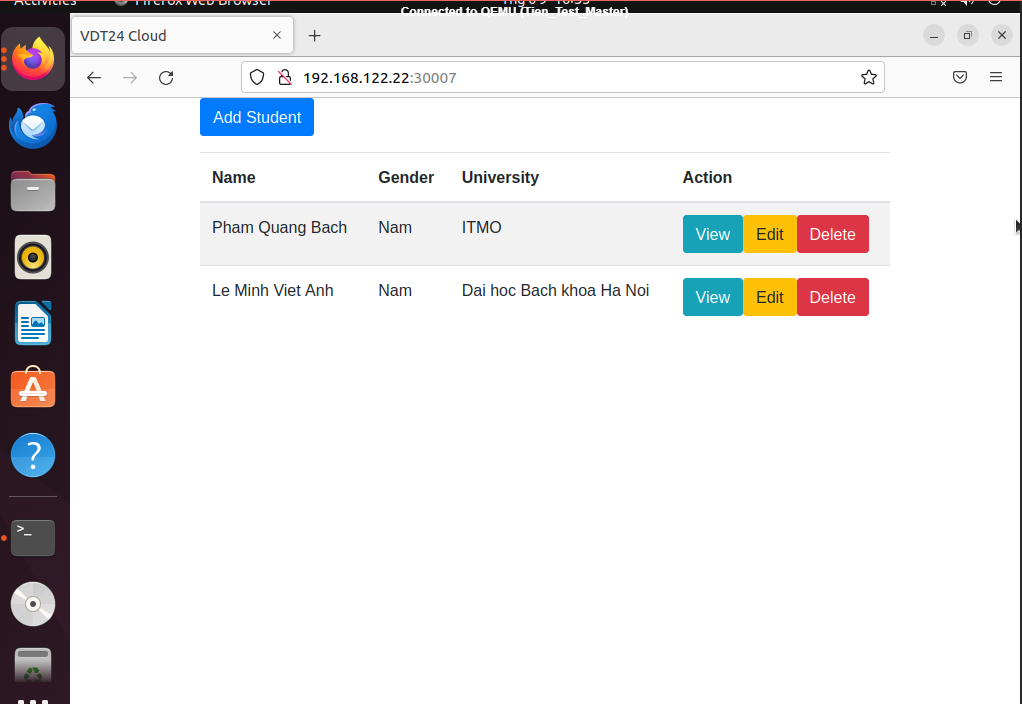 Activities Firefox Web Browser
Connected to QEMU (Tien_Test_Master)
VDT24 Cloud
192.168.122.22:30007
Add Student
Name Gender University Action
Pham Quang Bach Nam ITMO View Edit Delete
Le Minh Viet Anh Nam Dai hoc Bach khoa Ha Noi View Edit Delete